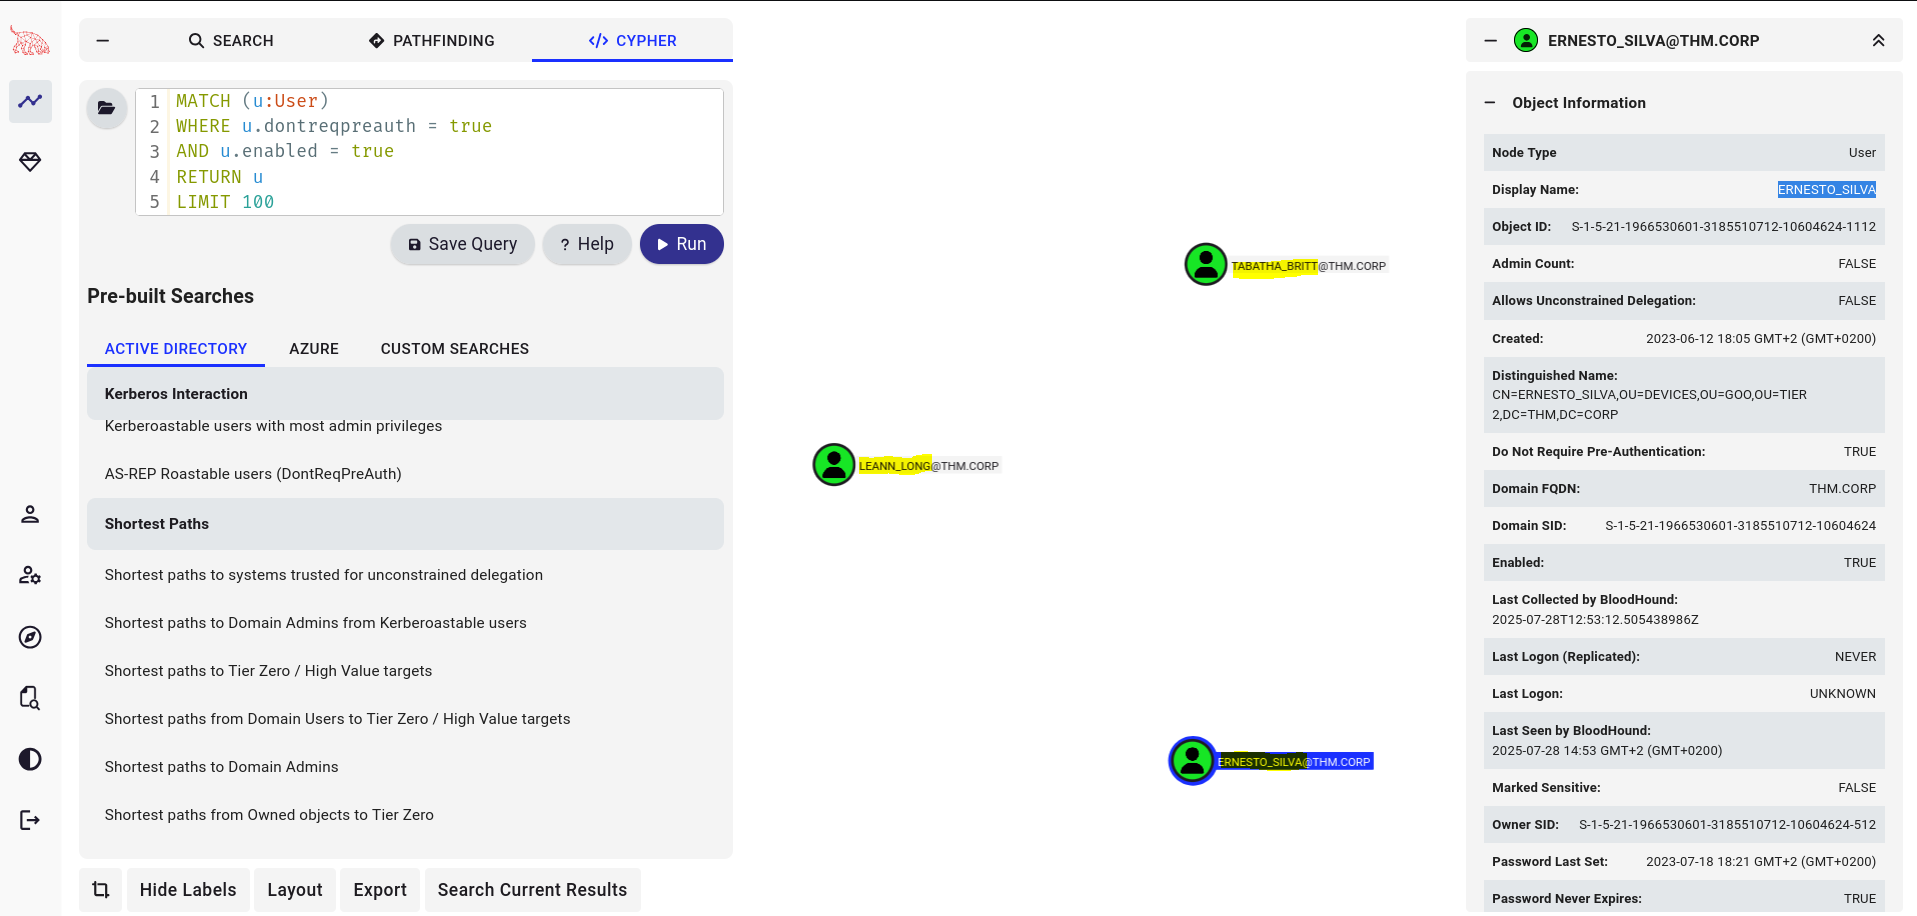 SEARCH
PATHFINDING
</> CYPHER
1 MATCH (u:User)
2 WHERE u.dontreqpreauth = true
3 AND u.enabled = true
4 RETURN u
5 LIMIT 100
Save Query
? Help
Run
Pre-built Searches
ACTIVE DIRECTORY
AZURE
CUSTOM SEARCHES
Kerberos Interaction
Kerberoastable users with most admin privileges
AS-REP Roastable users (DontReqPreAuth)
Shortest Paths
Shortest paths to systems trusted for unconstrained delegation
Shortest paths to Domain Admins from Kerberoastable users
Shortest paths to Tier Zero / High Value targets
Shortest paths from Domain Users to Tier Zero / High Value targets
Shortest paths to Domain Admins
Shortest paths from Owned objects to Tier Zero
Hide Labels
Layout
Export
Search Current Results
TABATHA_BRITT@THM.CORP
LEANN_LONG@THM.CORP
ERNESTO_SILVA@THM.CORP
ERNESTO_SILVA@THM.CORP
Object Information
Node Type User
Display Name: ERNESTO_SILVA
Object ID: S-1-5-21-1966530601-3185510712-10604624-1112
Admin Count: FALSE
Allows Unconstrained Delegation: FALSE
Created: 2023-06-12 18:05 GMT+2 (GMT+0200)
Distinguished Name:
CN=ERNESTO_SILVA,OU=DEVICES,OU=GOO,OU=TIER
2,DC=THM,DC=CORP
Do Not Require Pre-Authentication: TRUE
Domain FQDN: THM.CORP
Domain SID: S-1-5-21-1966530601-3185510712-10604624
Enabled: TRUE
Last Collected by BloodHound:
2025-07-28T12:53:12.505438986Z
Last Logon (Replicated): NEVER
Last Logon: UNKNOWN
Last Seen by BloodHound:
2025-07-28 14:53 GMT+2 (GMT+0200)
Marked Sensitive: FALSE
Owner SID: S-1-5-21-1966530601-3185510712-10604624-512
Password Last Set: 2023-07-18 18:21 GMT+2 (GMT+0200)
Password Never Expires: TRUE